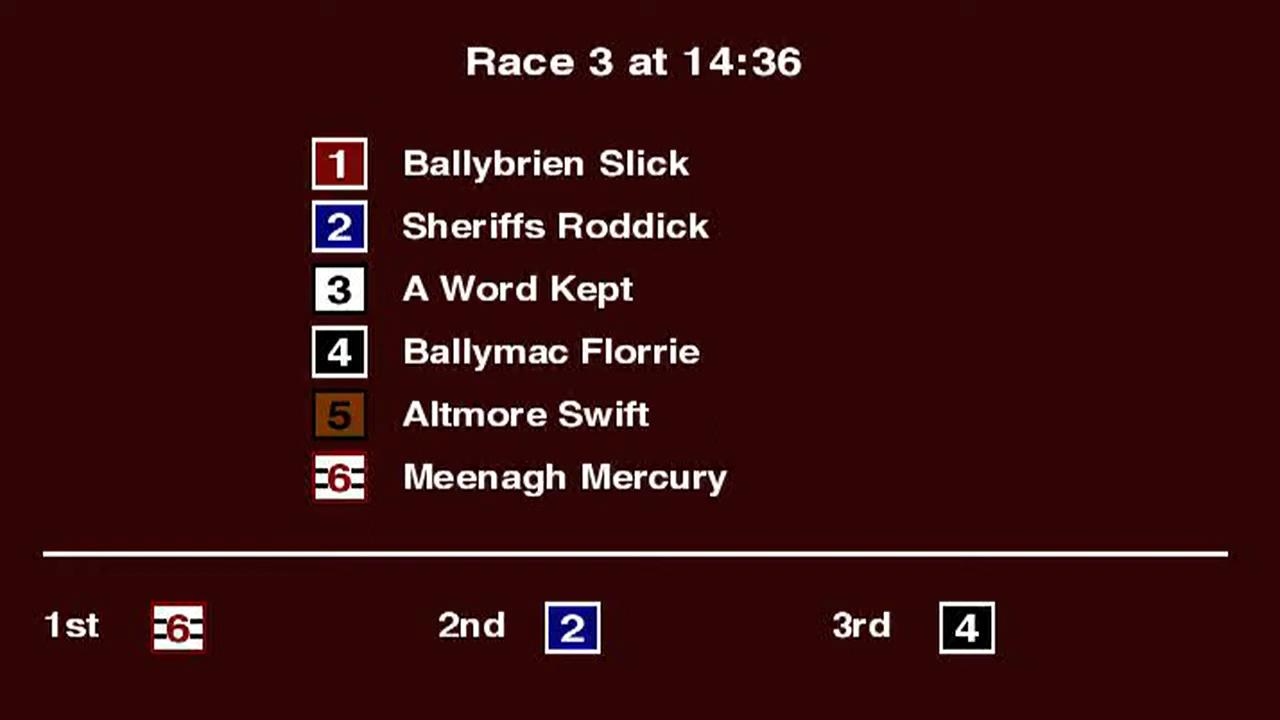 Race 3 at 14:36
1 Ballybrien Slick
2 Sheriffs Roddick
3 A Word Kept
4 Ballymac Florrie
5 Altmore Swift
6 Meenagh Mercury
1st 6 2nd 2 3rd 4